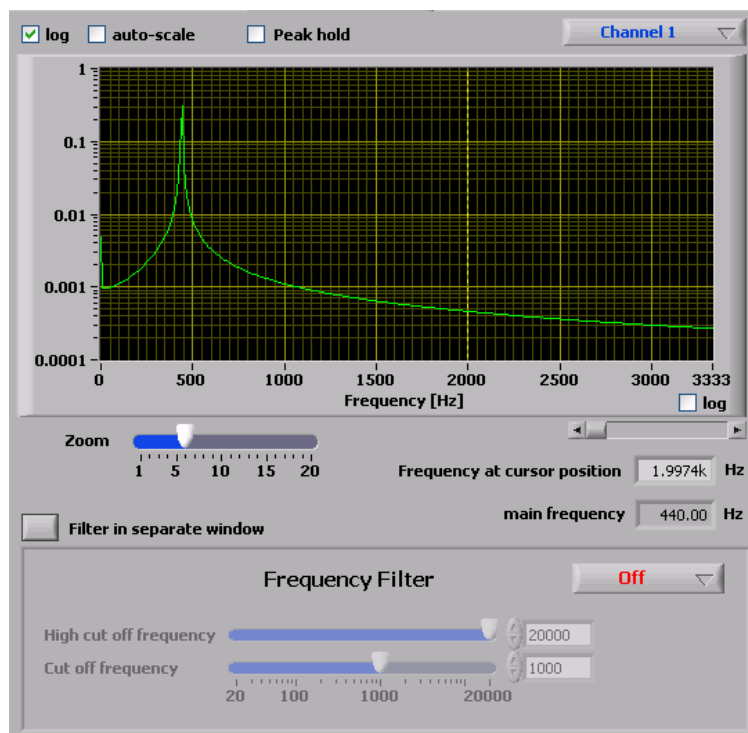 log auto-scale Peak hold Channel 1
1
0.1
0.01
0.001
0.0001
0 500 1000 1500 2000 2500 3000 3333
Frequency [Hz]
log
Zoom
1 5 10 15 20
Frequency at cursor position 1.9974k Hz
main frequency 440.00 Hz
Filter in separate window
Frequency Filter Off
High cut off frequency 20000
Cut off frequency 1000
20 100 1000 20000